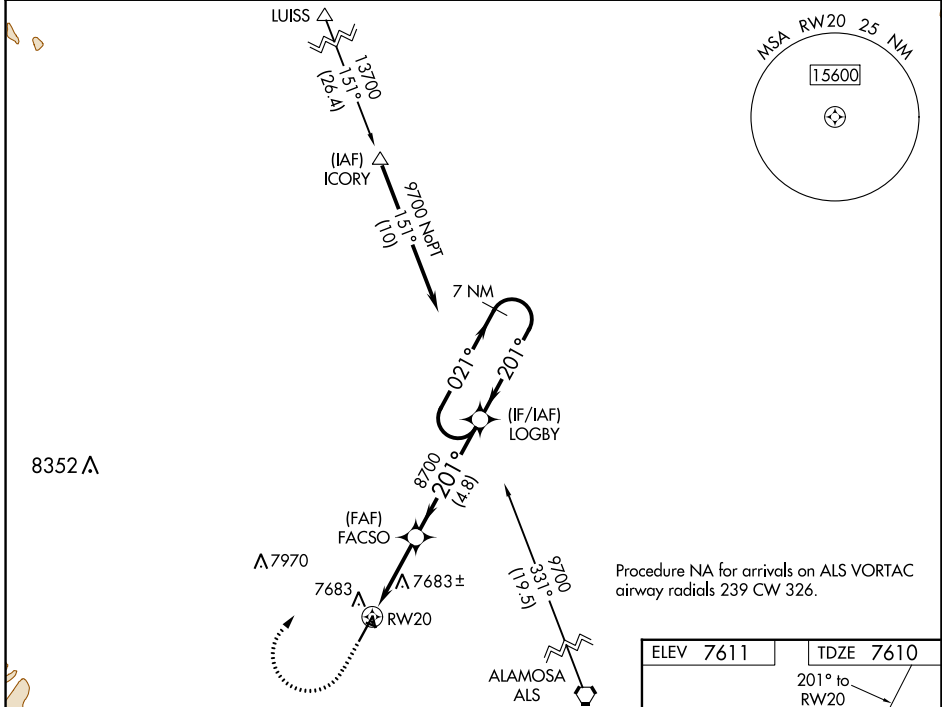 LUISS
13700
151°
(26.4)
MSA RW20 25 NM
15600
(IAF)
ICORY
9700 NoPT
151°
(10)
7 NM
021°
201°
(IF/IAF)
LOGBY
8700
201°
(4.8)
8352
(FAF)
FACSO
7970
7683
7683±
RW20
9700
331°
(19.5)
Procedure NA for arrivals on ALS VORTAC
airway radials 239 CW 326.
ALAMOSA
ALS
ELEV 7611
TDZE 7610
201° to
RW20